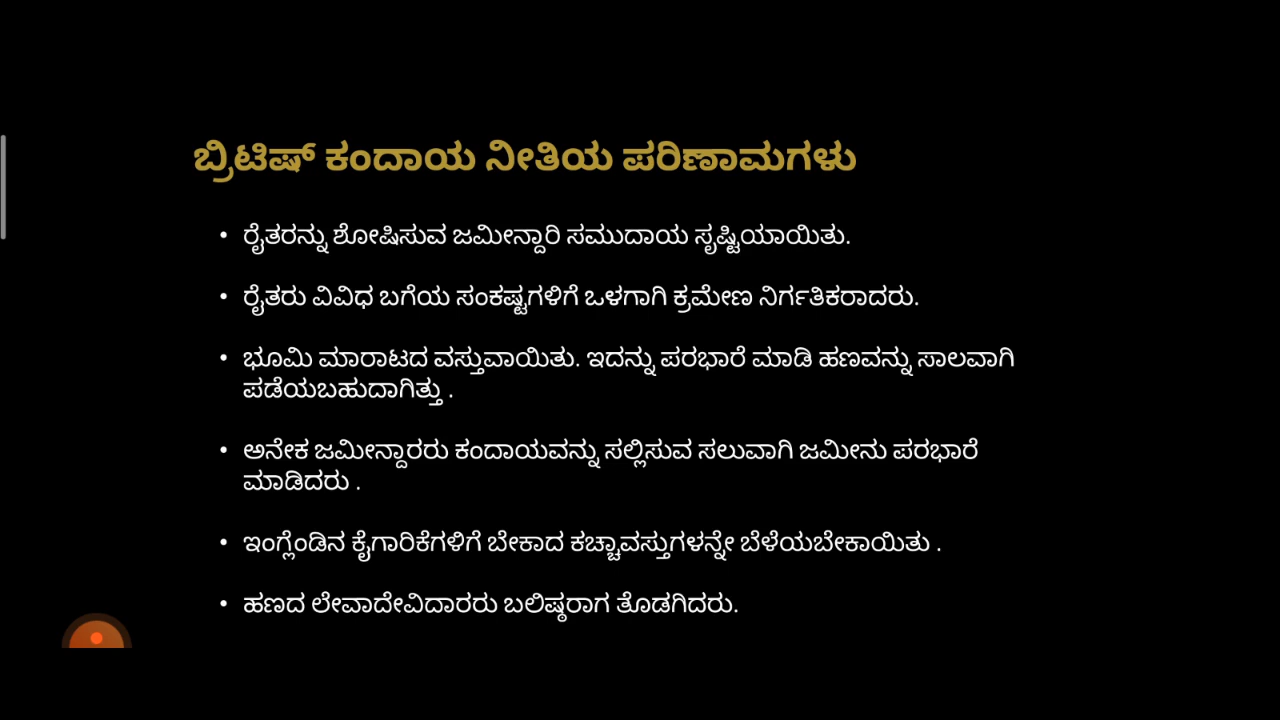 ಬ್ರಿಟಿಷ್ ಕಂದಾಯ ನೀತಿಯ ಪರಿಣಾಮಗಳು
• ರೈತರನ್ನು ಶೋಷಿಸುವ ಜಮೀನ್ದಾರಿ ಸಮುದಾಯ ಸೃಷ್ಟಿಯಾಯಿತು.
• ರೈತರು ವಿವಿಧ ಬಗೆಯ ಸಂಕಷ್ಟಗಳಿಗೆ ಒಳಗಾಗಿ ಕ್ರಮೇಣ ನಿರ್ಗತಿಕರಾದರು.
• ಭೂಮಿ ಮಾರಾಟದ ವಸ್ತುವಾಯಿತು. ಇದನ್ನು ಪರಭಾರೆ ಮಾಡಿ ಹಣವನ್ನು ಸಾಲವಾಗಿ
ಪಡೆಯಬಹುದಾಗಿತ್ತು .
• ಅನೇಕ ಜಮೀನ್ದಾರರು ಕಂದಾಯವನ್ನು ಸಲ್ಲಿಸುವ ಸಲುವಾಗಿ ಜಮೀನು ಪರಭಾರೆ
ಮಾಡಿದರು .
• ಇಂಗ್ಲೆಂಡಿನ ಕೈಗಾರಿಕೆಗಳಿಗೆ ಬೇಕಾದ ಕಚ್ಚಾವಸ್ತುಗಳನ್ನೇ ಬೆಳೆಯಬೇಕಾಯಿತು .
• ಹಣದ ಲೇವಾದೇವಿದಾರರು ಬಲಿಷ್ಠರಾಗ ತೊಡಗಿದರು.